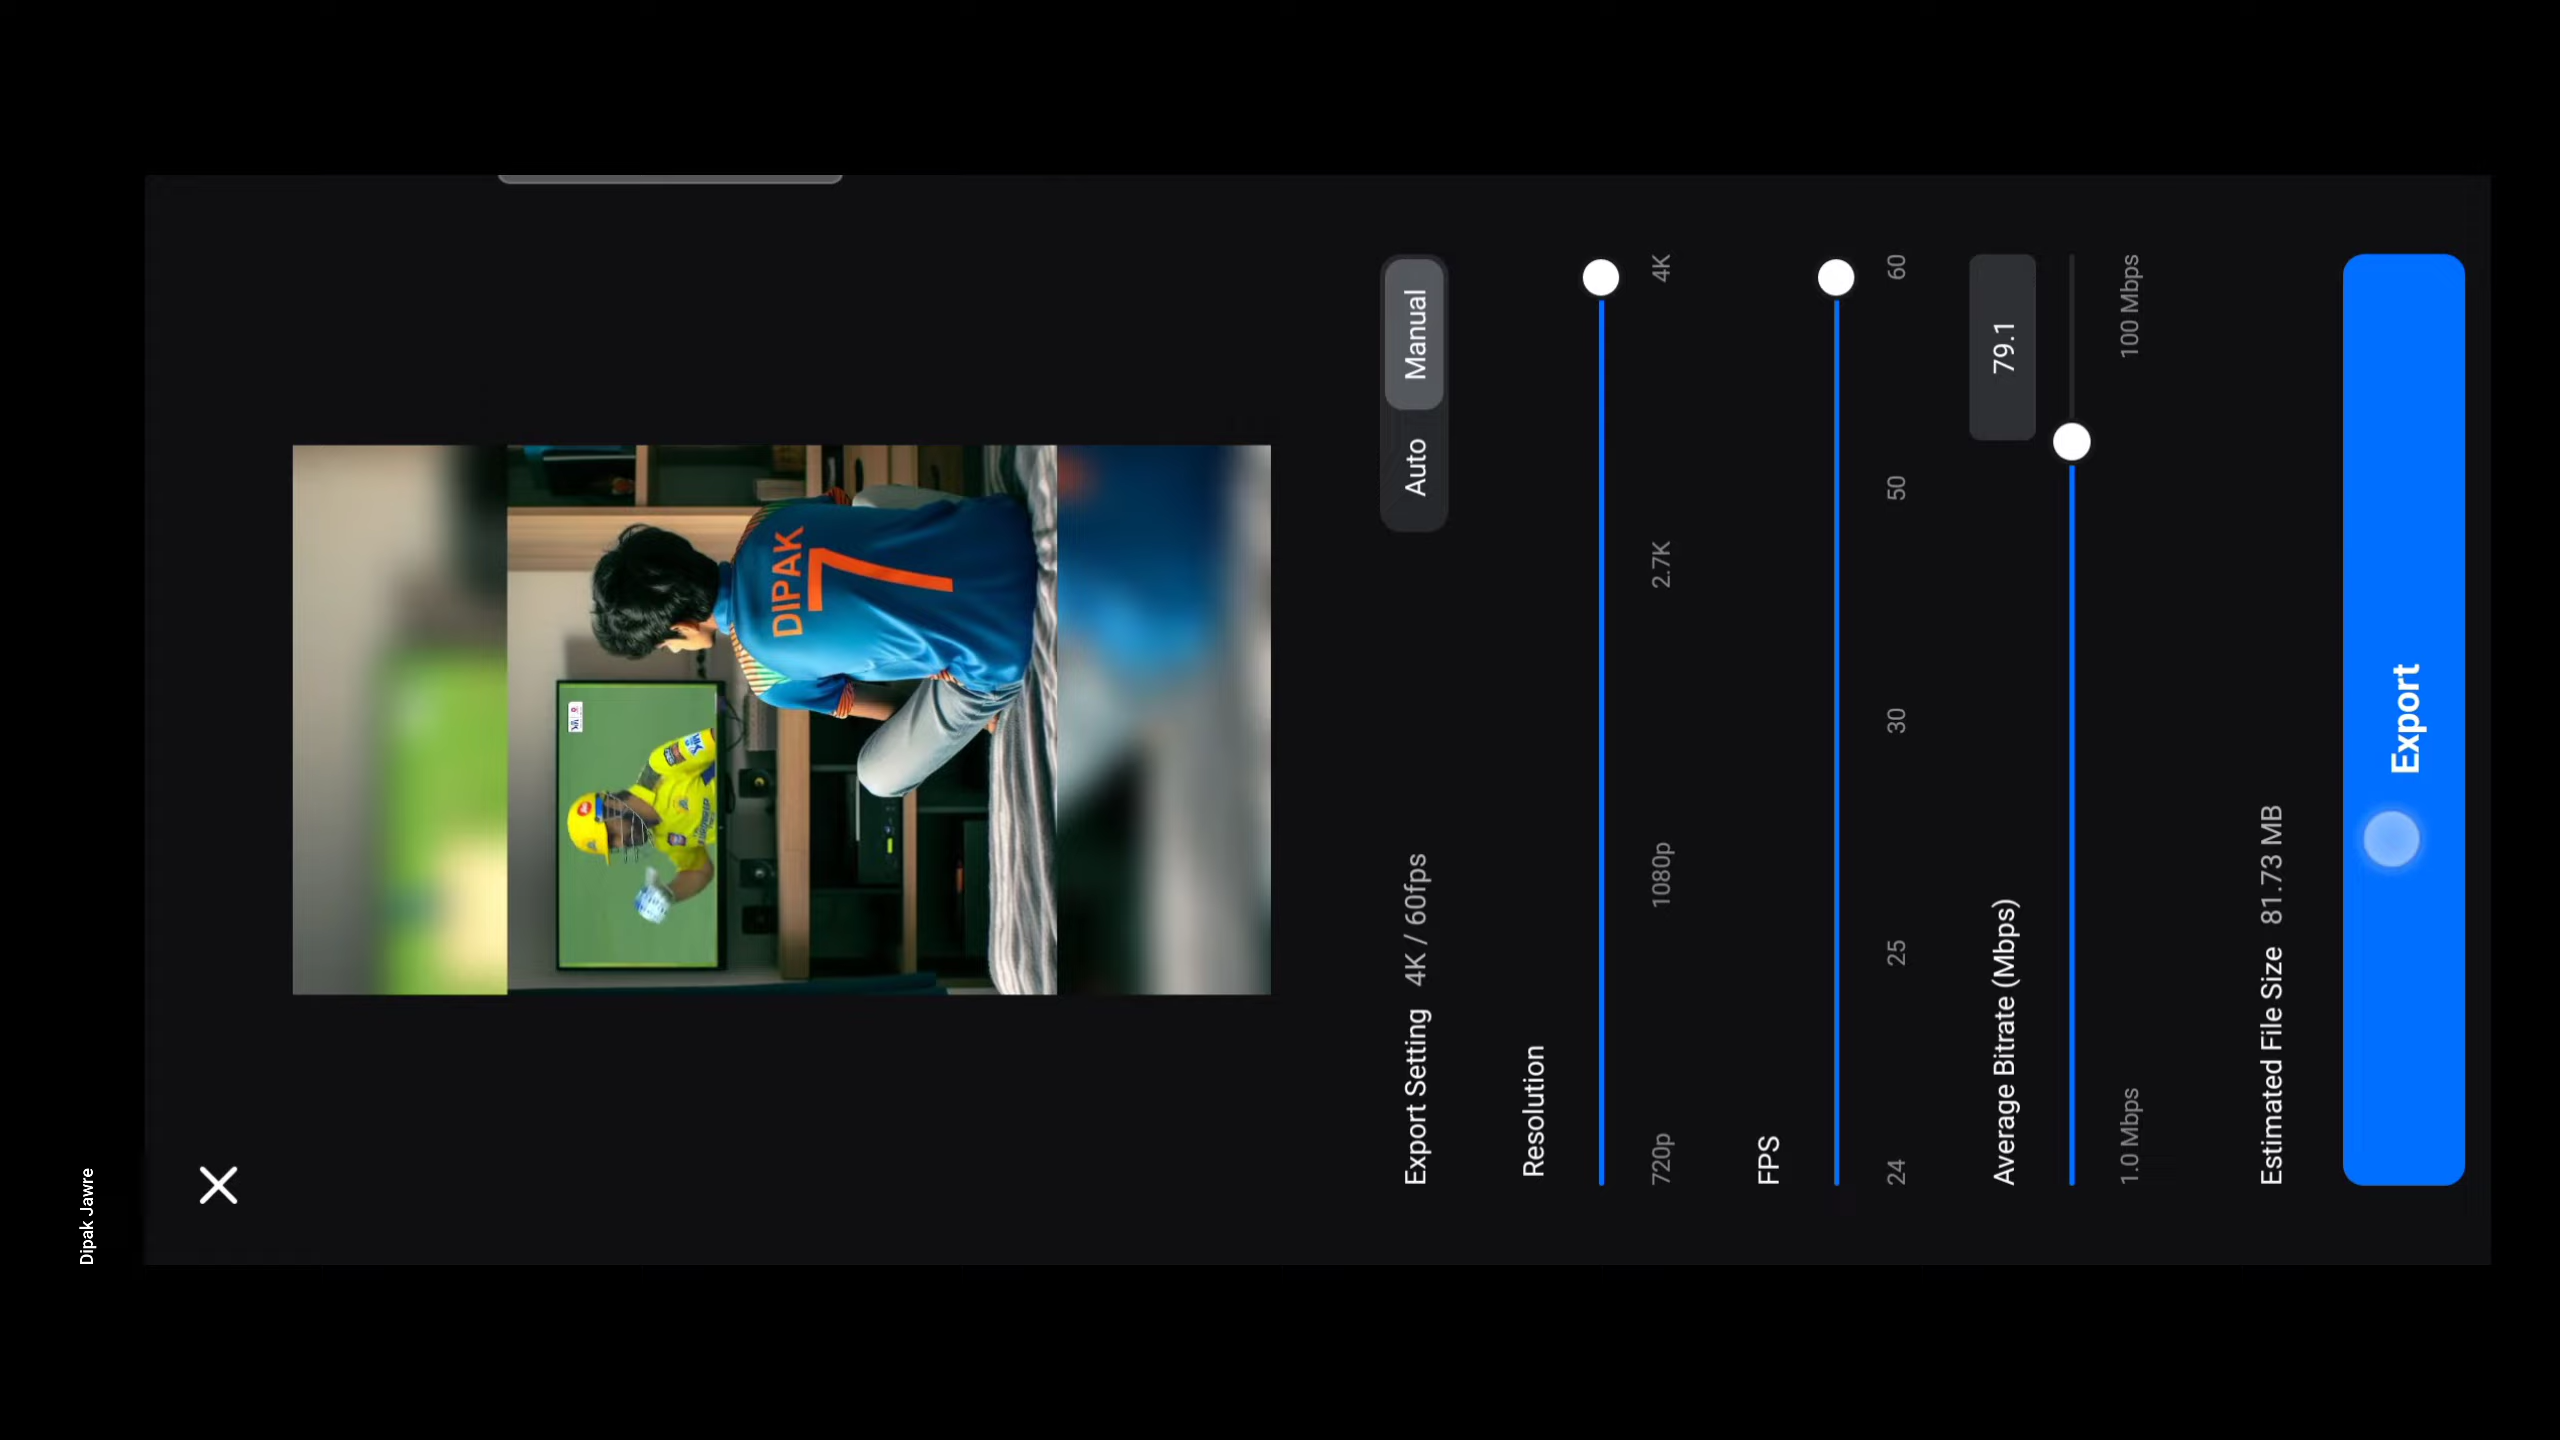 Dipak Jawre
DIPAK
7
Export Setting 4K / 60fps
Auto
Manual
Resolution
720p
1080p
2.7K
4K
FPS
24
25
30
50
60
Average Bitrate (Mbps)
79.1
1.0 Mbps
100 Mbps
Estimated File Size 81.73 MB
Export